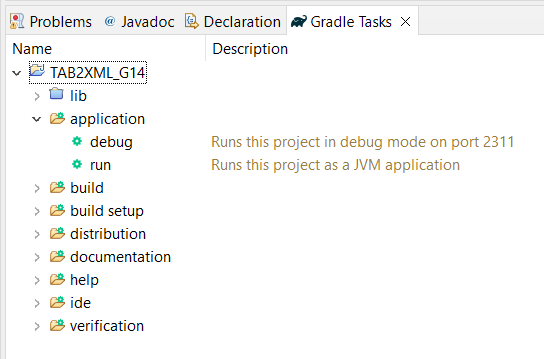 Problems @ Javadoc Declaration Gradle Tasks
Name Description
TAB2XML_G14
lib
application
debug Runs this project in debug mode on port 2311
run Runs this project as a JVM application
build
build setup
distribution
documentation
help
ide
verification